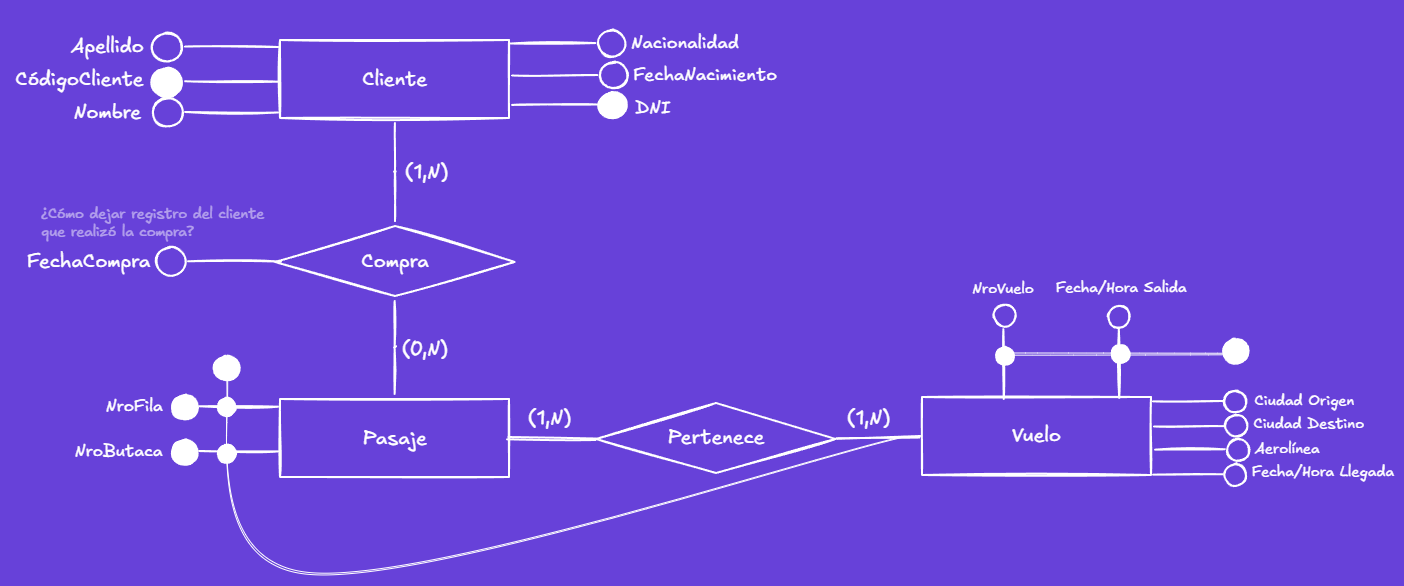 Apellido
CódigoCliente
Nombre
Cliente
Nacionalidad
FechaNacimiento
DNI
(1,N)
¿Cómo dejar registro del cliente
que realizó la compra?
FechaCompra
Compra
(0,N)
NroVuelo
Fecha/Hora Salida
NroFila
NroButaca
Pasaje
(1,N)
Pertenece
(1,N)
Vuelo
Ciudad Origen
Ciudad Destino
Aerolínea
Fecha/Hora Llegada